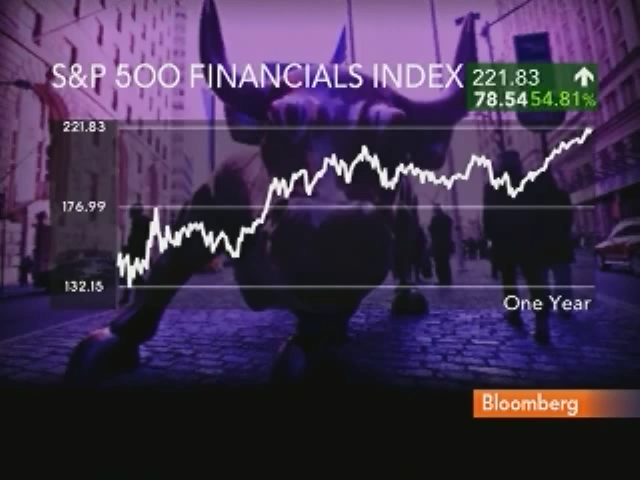 S&P 500 FINANCIALS INDEX 221.83
78.54 54.81%
221.83
176.99
132.15
One Year
Bloomberg